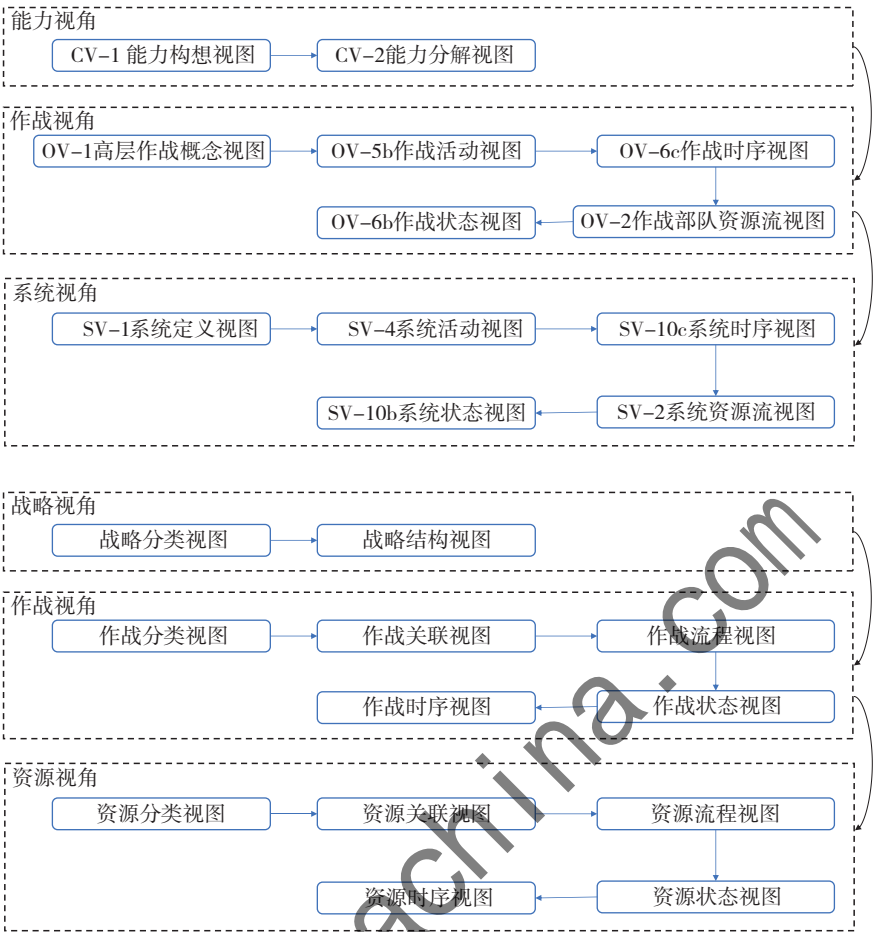 能力视角
CV-1 能力构想视图
CV-2能力分解视图
作战视角
OV-1高层作战概念视图
OV-5b作战活动视图
OV-6c作战时序视图
OV-6b作战状态视图
OV-2作战部队资源流视图
系统视角
SV-1系统定义视图
SV-4系统活动视图
SV-10c系统时序视图
SV-10b系统状态视图
SV-2系统资源流视图
战略视角
战略分类视图
战略结构视图
作战视角
作战分类视图
作战关联视图
作战流程视图
作战时序视图
作战状态视图
资源视角
资源分类视图
资源关联视图
资源流程视图
资源时序视图
资源状态视图
achina.com